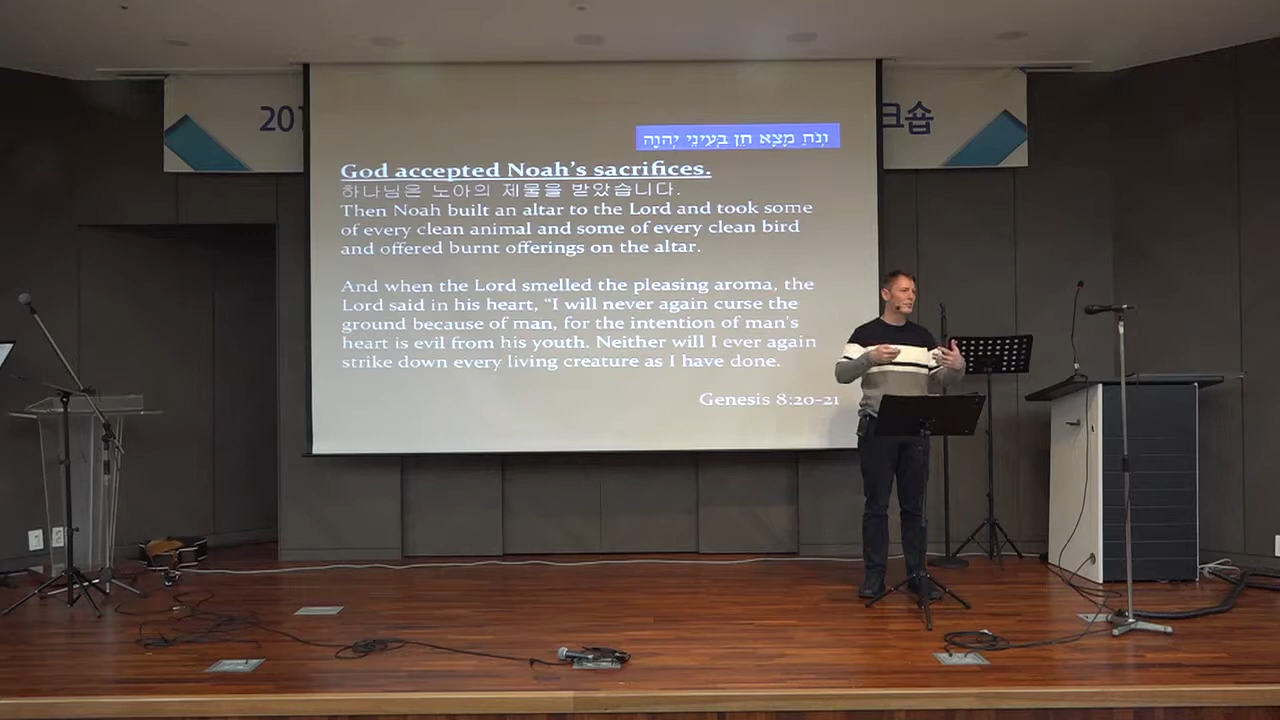 201
크숍
וְנֹחַ מָצָא חֵן בְּעֵינֵי יְהוָה
God accepted Noah's sacrifices.
하나님은 노아의 제물을 받았습니다.
Then Noah built an altar to the Lord and took some
of every clean animal and some of every clean bird
and offered burnt offerings on the altar.
And when the Lord smelled the pleasing aroma, the
Lord said in his heart, “I will never again curse the
ground because of man, for the intention of man's
heart is evil from his youth. Neither will I ever again
strike down every living creature as I have done.
Genesis 8:20-21